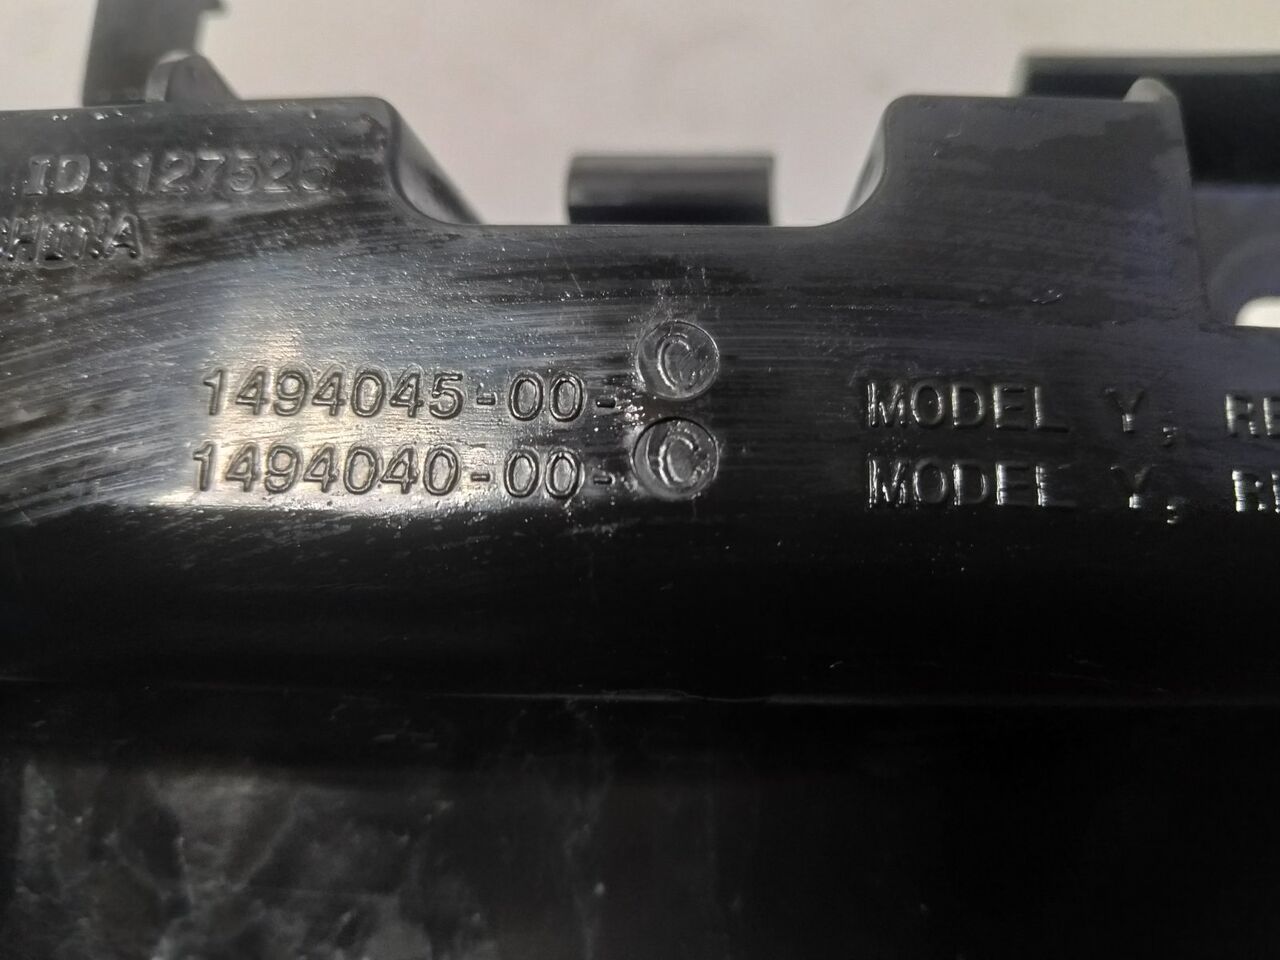 ID: 127525
CHINA
1494045-00-C MODEL Y, RE
1494040-00-C MODEL Y, RE